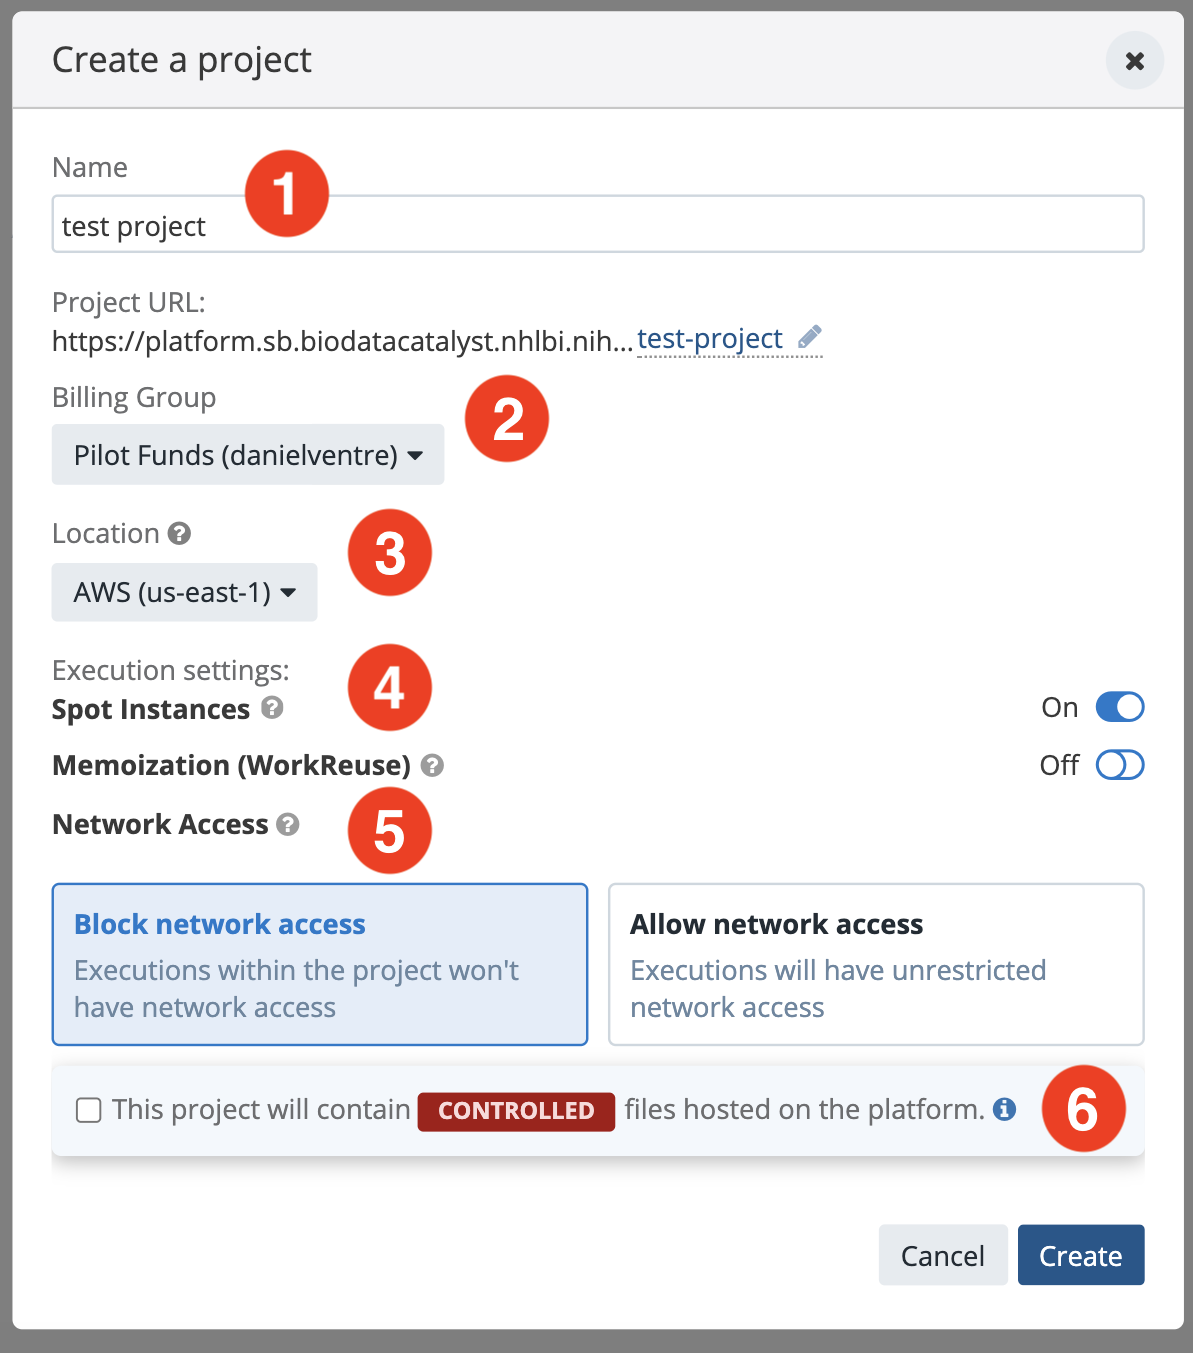 Create a project
Name
1
test project
Project URL:
https://platform.sb.biodatacatalyst.nhlbi.nih... test-project
Billing Group
2
Pilot Funds (danielventre)
Location ?
3
AWS (us-east-1)
Execution settings:
4
Spot Instances ? On
Memoization (WorkReuse) ? Off
Network Access ?
5
Block network access
Executions within the project won't
have network access
Allow network access
Executions will have unrestricted
network access
This project will contain CONTROLLED files hosted on the platform. i
6
Cancel Create